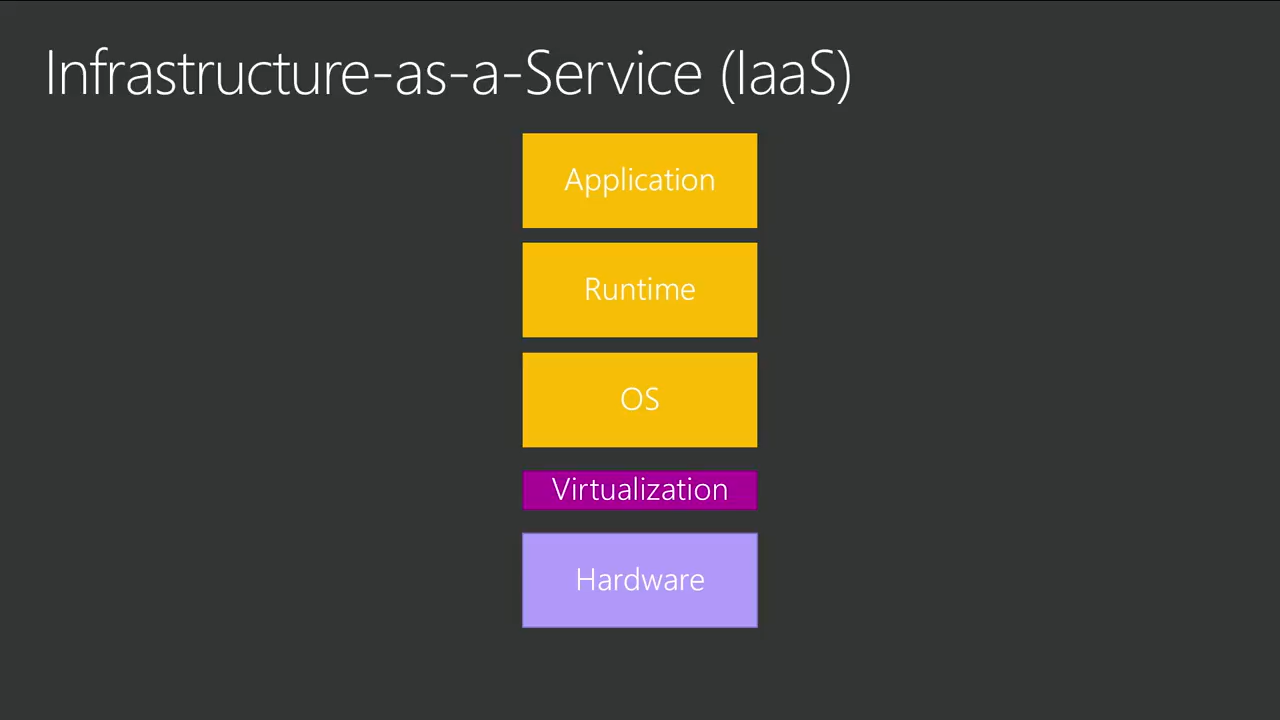 Infrastructure-as-a-Service (IaaS)
Application
Runtime
OS
Virtualization
Hardware